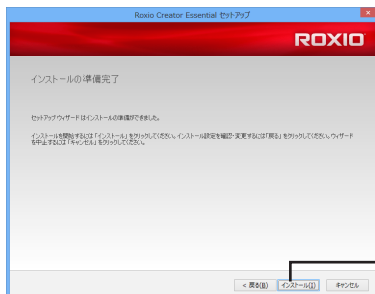 Roxio Creator Essential セットアップ
ROXIO
インストールの準備完了
セットアップ ウィザードはインストールの準備ができました。
インストールを開始するには「インストール」をクリックしてください。インストール設定を確認・変更するには「戻る」をクリックしてください。ウィザード
を中止するには「キャンセル」をクリックしてください。
< 戻る(B) インストール(I) キャンセル